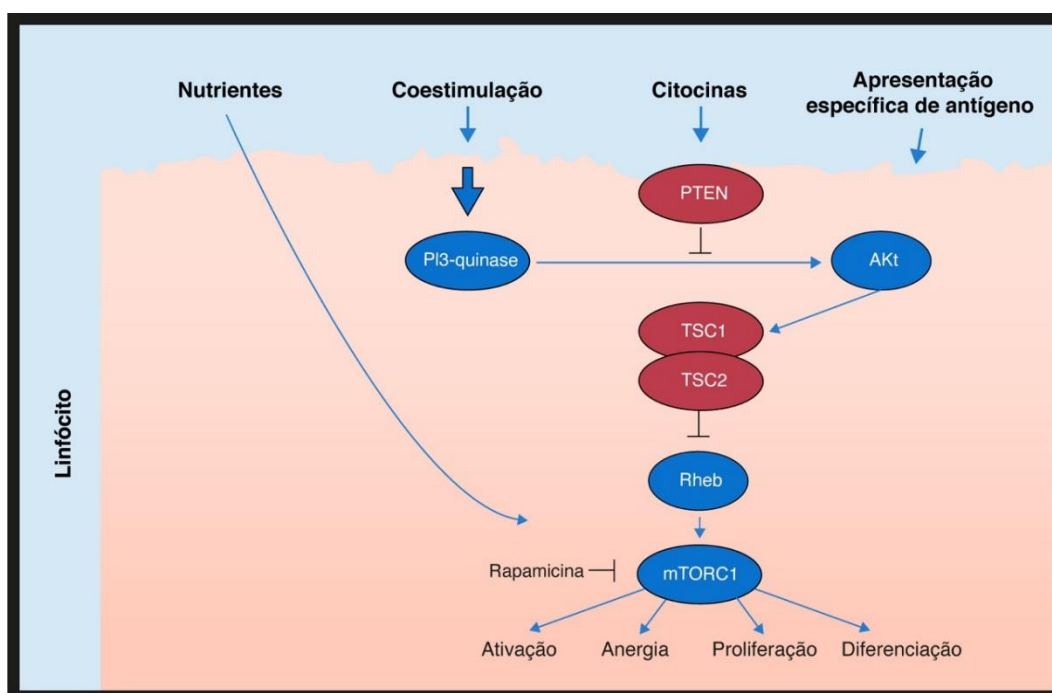 Nutrientes
Coestimulação
Citocinas
Apresentação
específica de antígeno
Linfócito
PTEN
PI3-quinase
AKt
TSC1
TSC2
Rheb
Rapamicina
mTORC1
Ativação
Anergia
Proliferação
Diferenciação